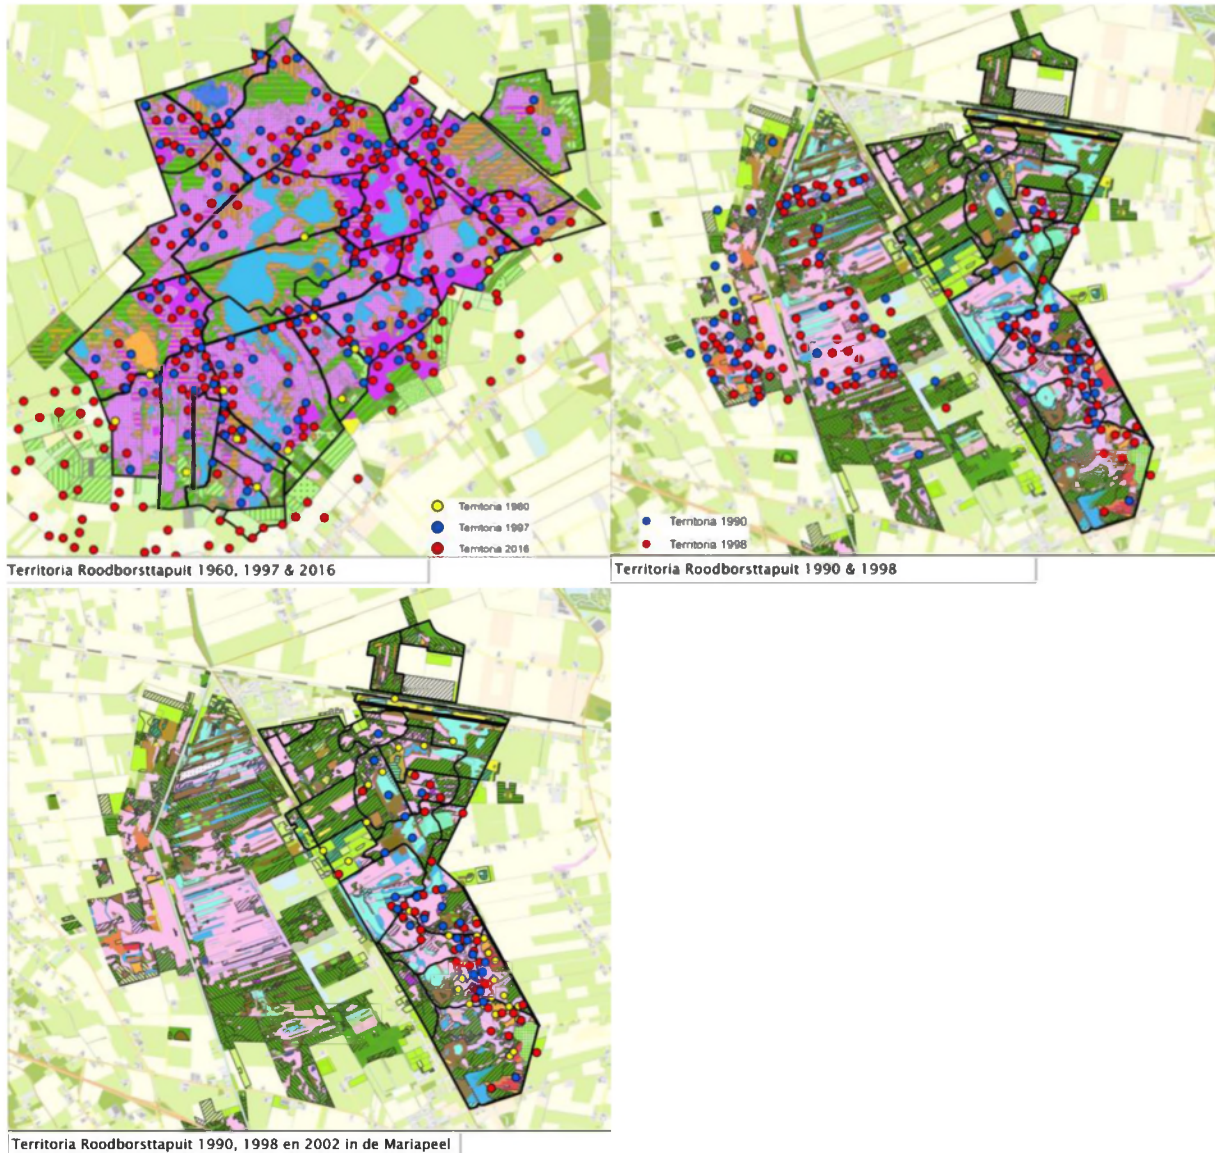 Territoria 1960
Territoria 1997
Territoria 2016
Territoria Roodborsttapuit 1960, 1997 & 2016
Territoria 1990
Territoria 1998
Territoria Roodborsttapuit 1990 & 1998
Territoria Roodborsttapuit 1990, 1998 en 2002 in de Mariapeel